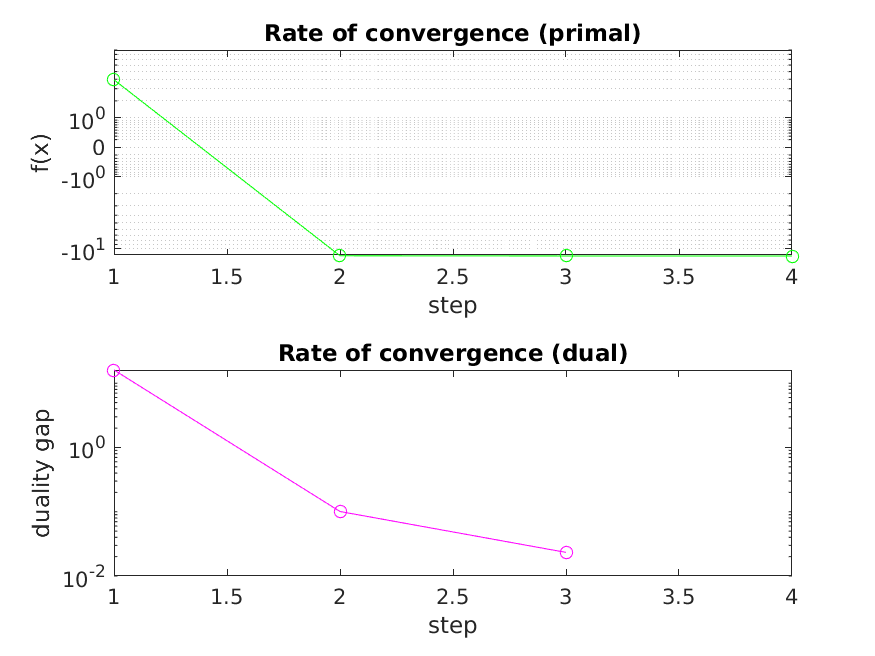 Rate of convergence (primal)
f(x)
10^0
0
-10^0
-10^1
1 1.5 2 2.5 3 3.5 4
step
Rate of convergence (dual)
duality gap
10^0
10^-2
1 1.5 2 2.5 3 3.5 4
step